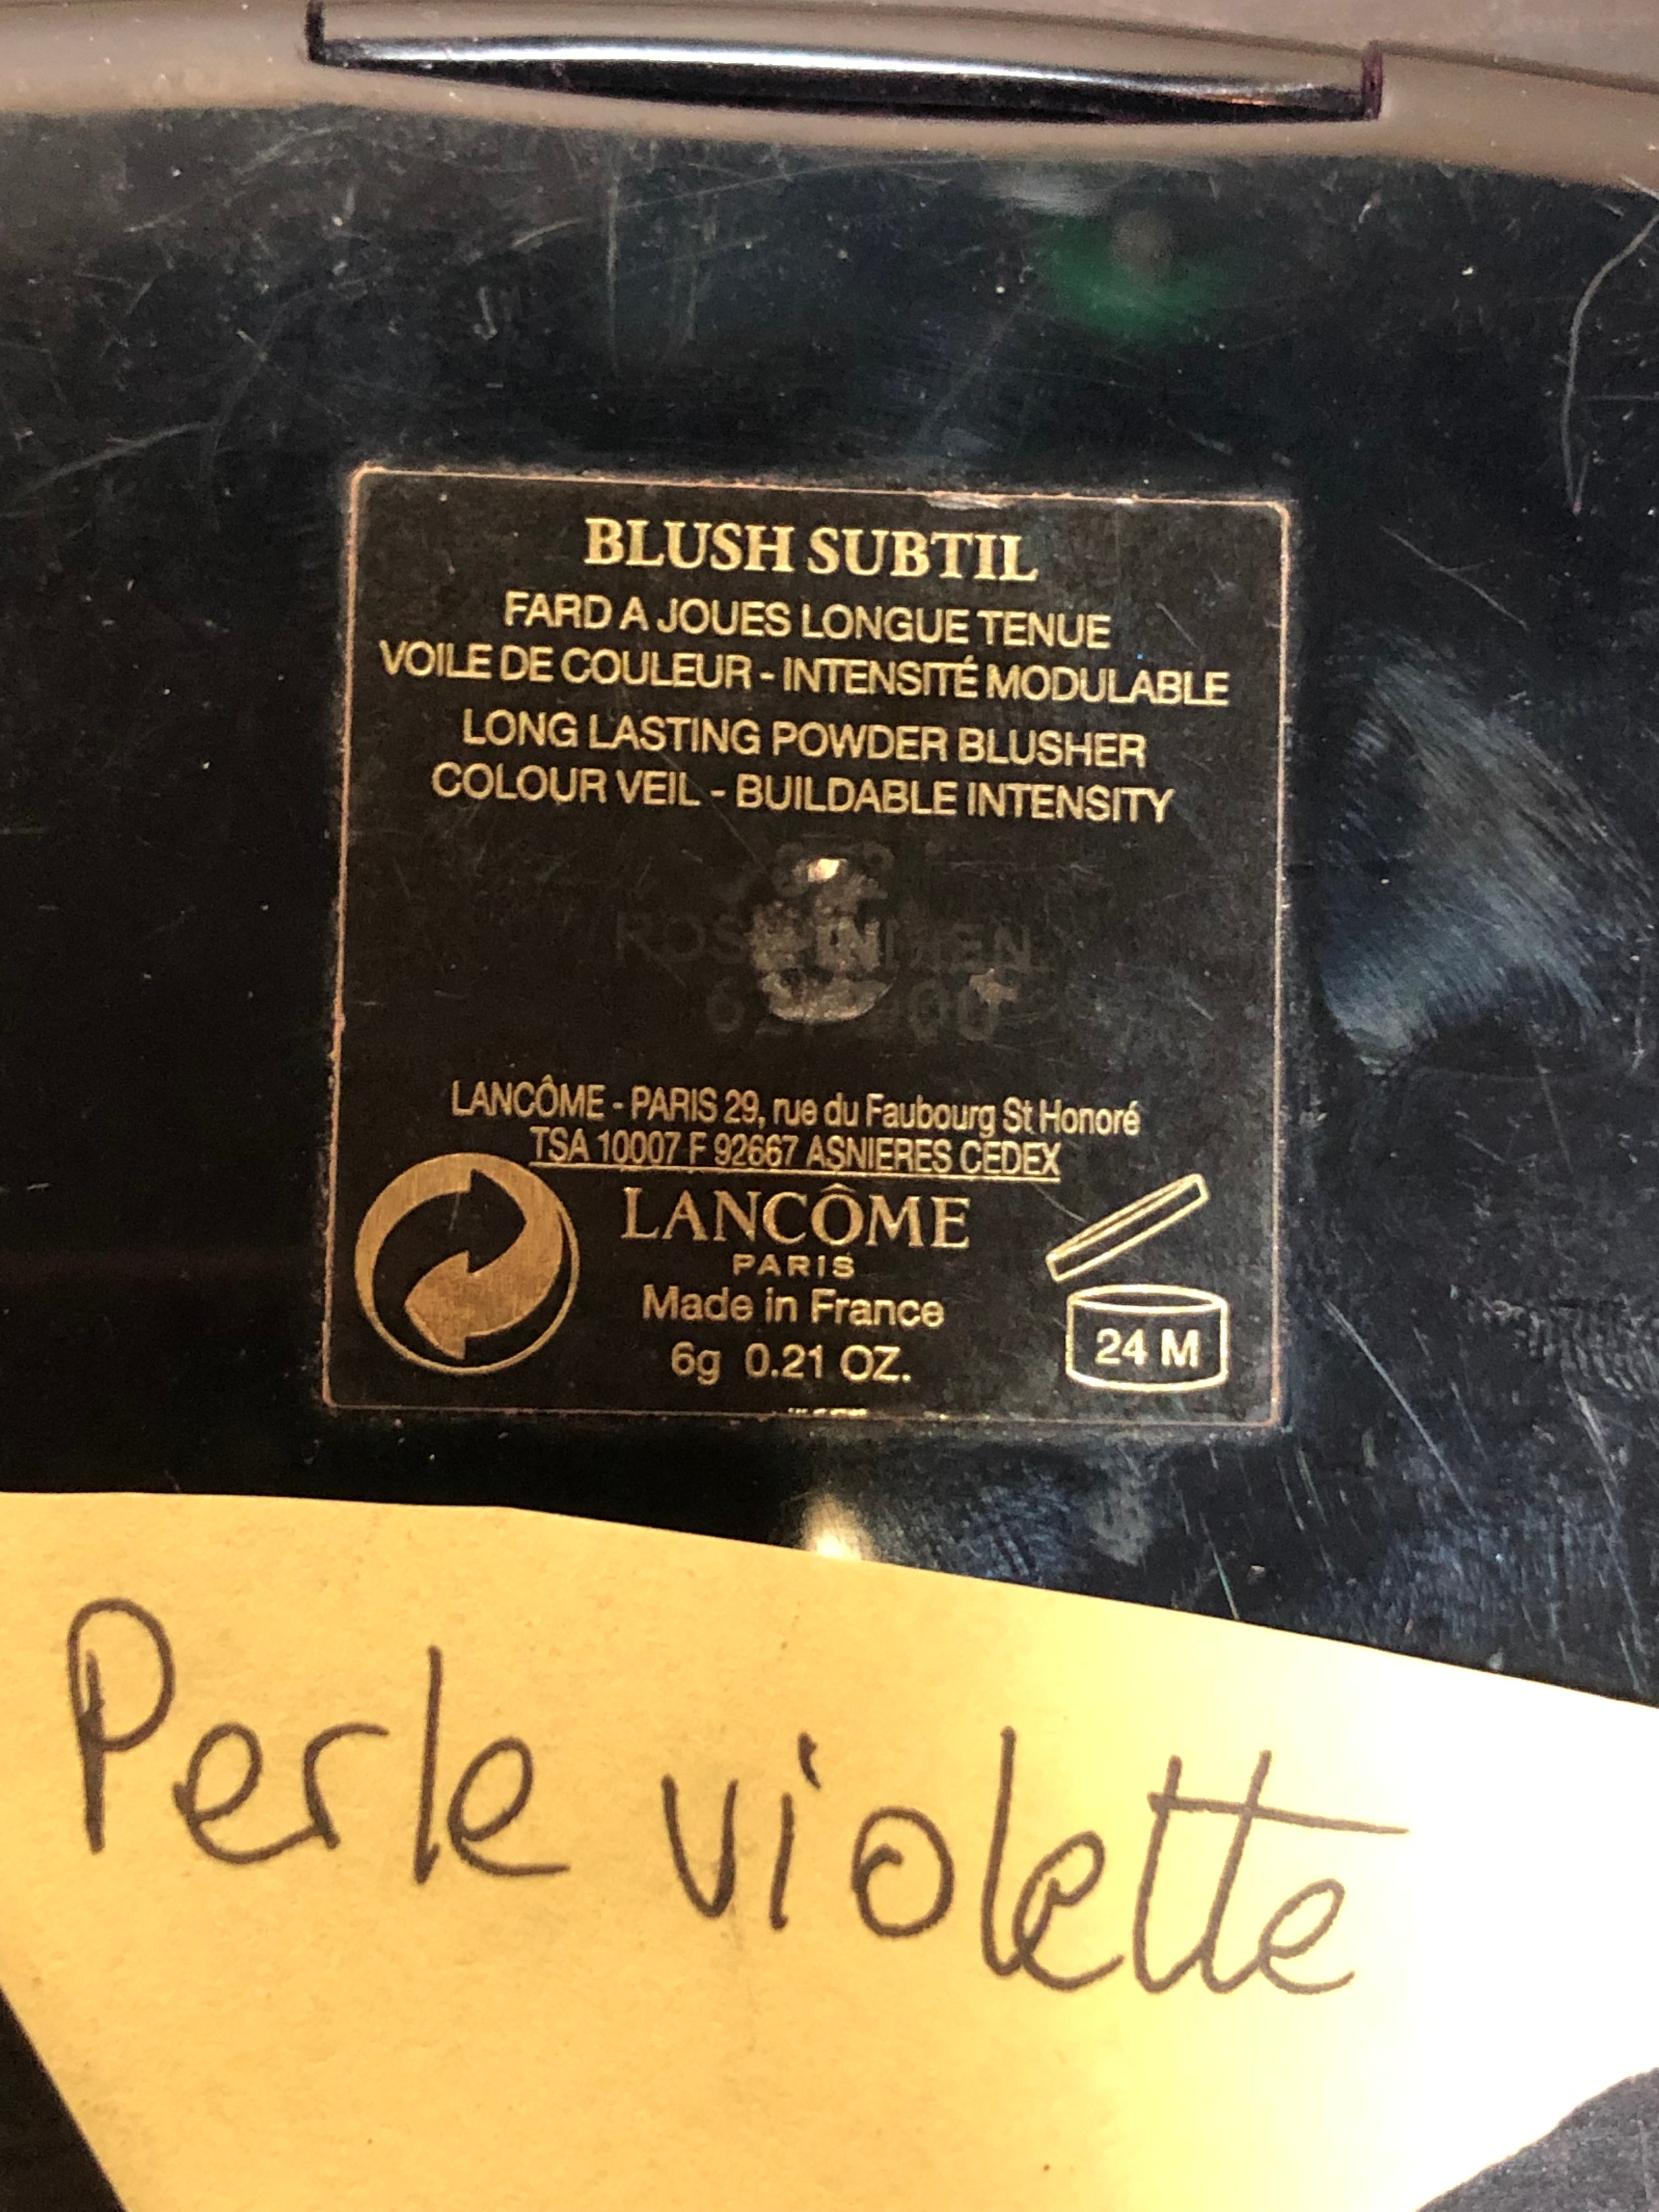 BLUSH SUBTIL
FARD A JOUES LONGUE TENUE
VOILE DE COULEUR - INTENSITÉ MODULABLE
LONG LASTING POWDER BLUSHER
COLOUR VEIL - BUILDABLE INTENSITY
LANCÔME - PARIS 29, rue du Faubourg St Honoré
TSA 10007 F 92667 ASNIERES CEDEX
LANCÔME
PARIS
Made in France
6g 0.21 OZ.
24 M
Perle violette